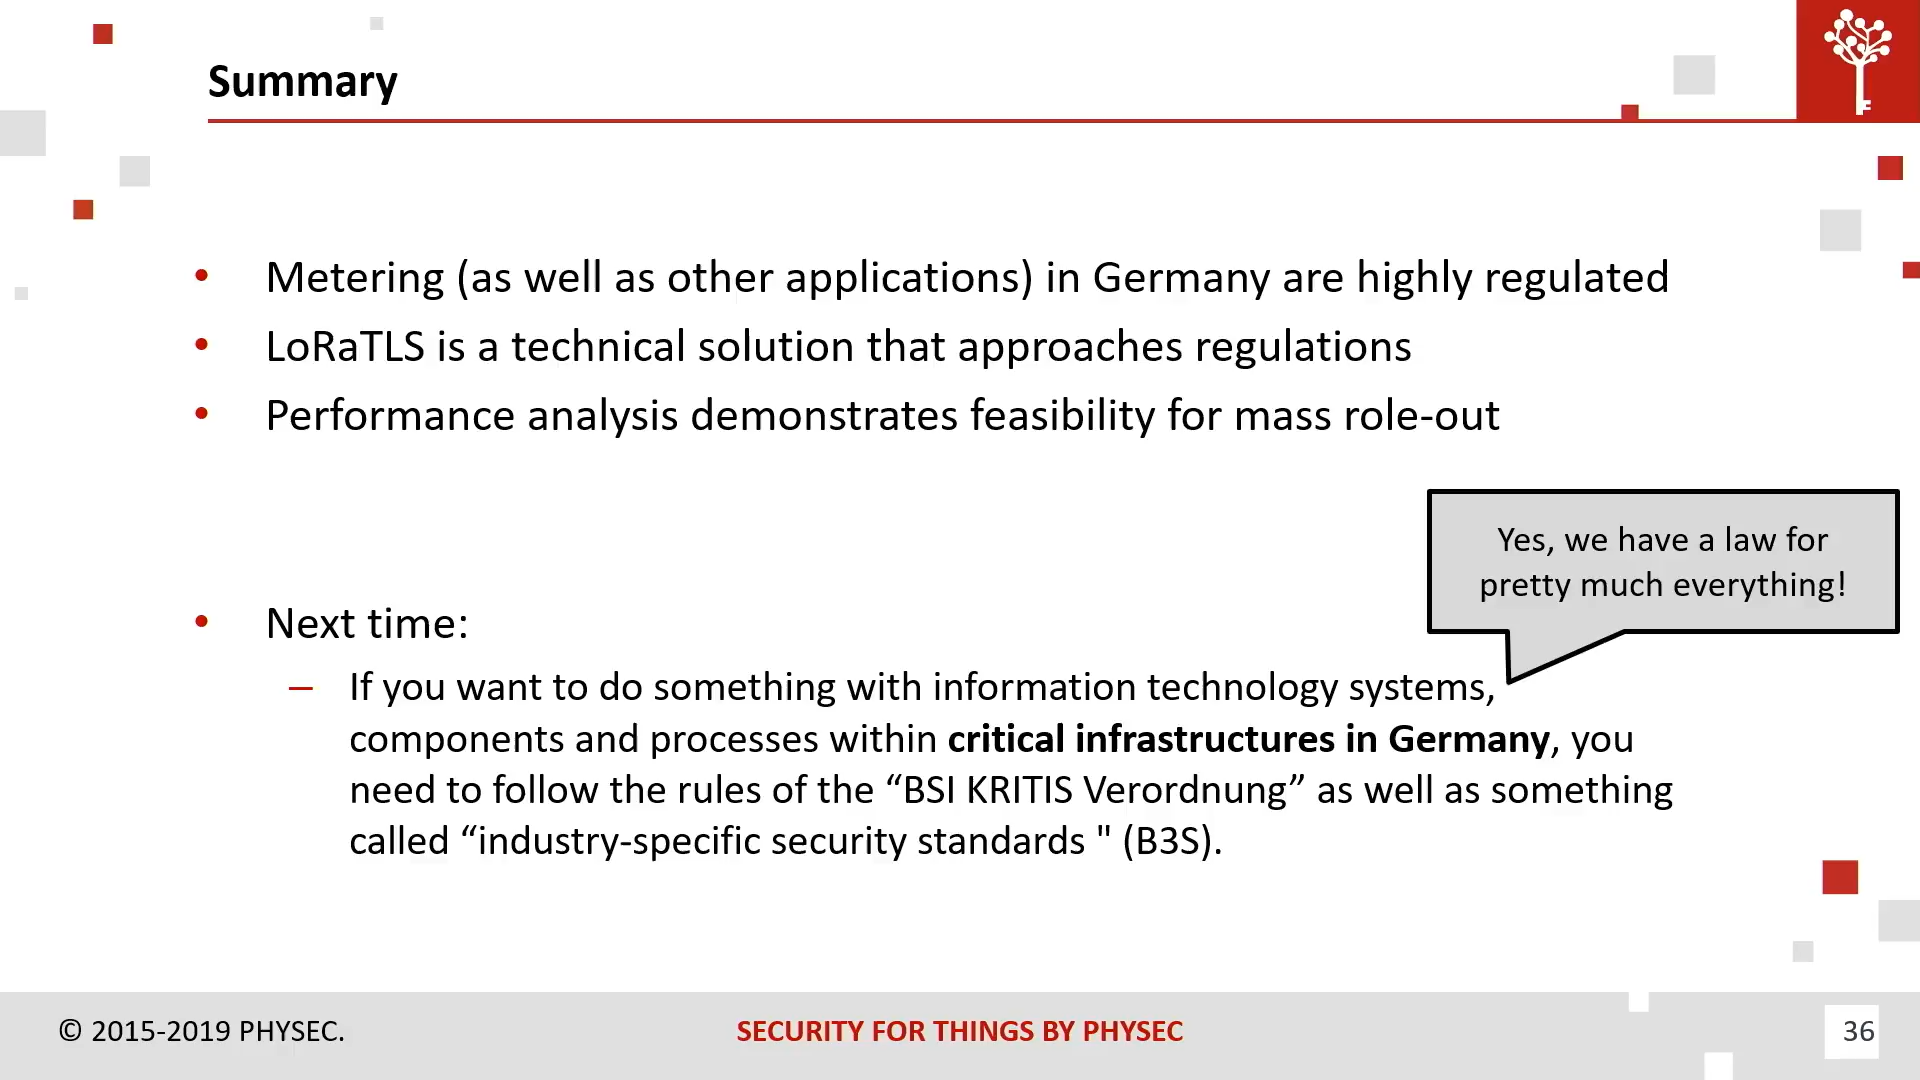 Summary
• Metering (as well as other applications) in Germany are highly regulated
• LoRaTLS is a technical solution that approaches regulations
• Performance analysis demonstrates feasibility for mass role-out
Yes, we have a law for
pretty much everything!
• Next time:
– If you want to do something with information technology systems,
components and processes within critical infrastructures in Germany, you
need to follow the rules of the “BSI KRITIS Verordnung” as well as something
called “industry-specific security standards " (B3S).
© 2015-2019 PHYSEC.
SECURITY FOR THINGS BY PHYSEC
36